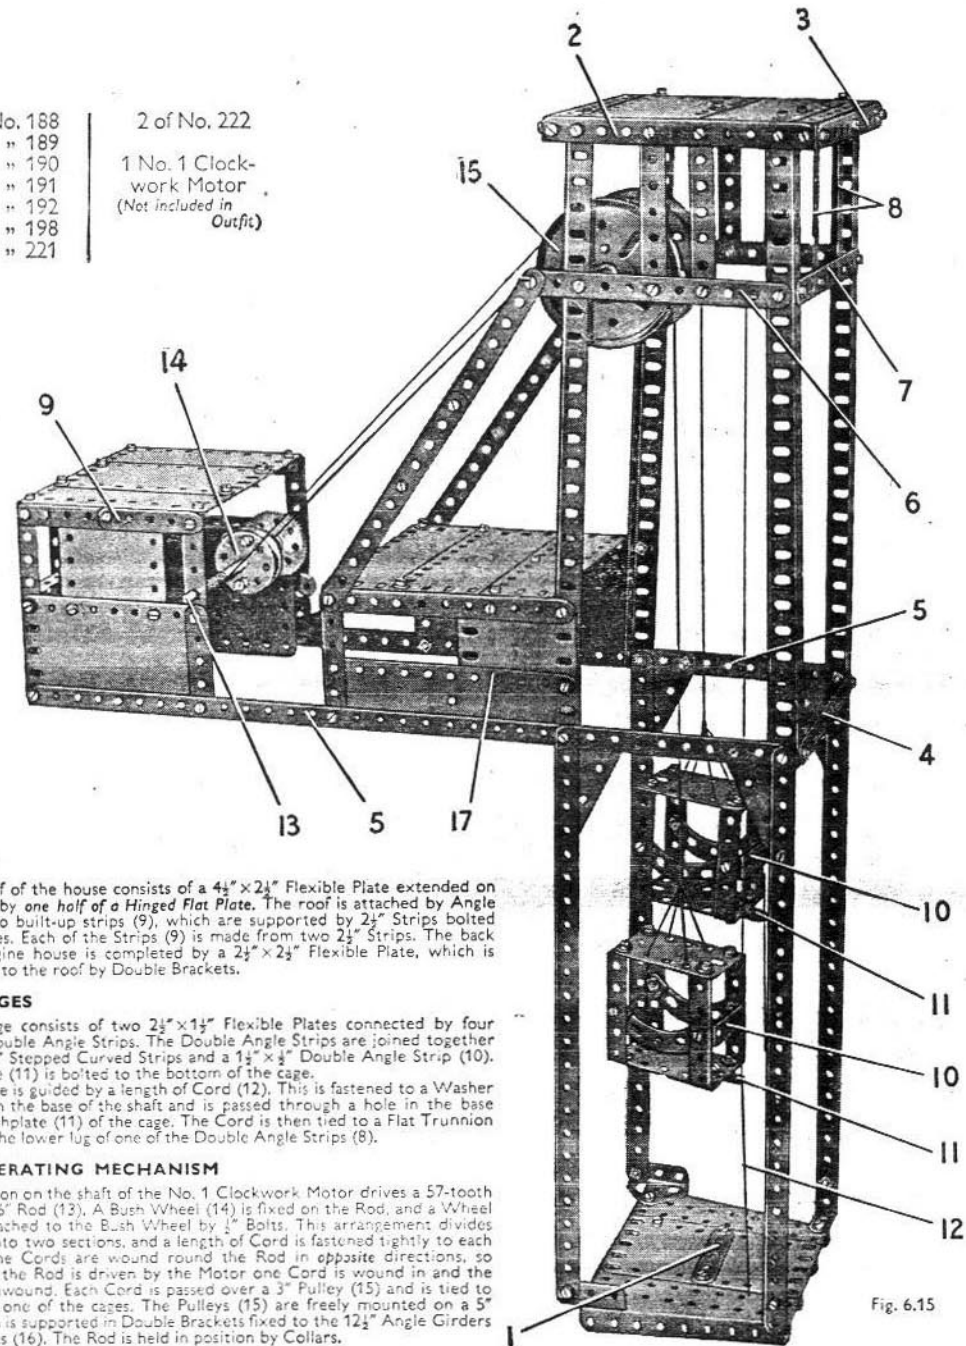 2
3
No. 188
2 of No. 222
" 189
" 190
1 No. 1 Clock-
" 191
work Motor
" 192
(Not included in
" 198
Outfit)
" 221
15
8
14
9
7
6
5
4
13
5
17
10
11
10
11
12
1
of the house consists of a 4½″ × 2½″ Flexible Plate extended on
by one half of a Hinged Flat Plate. The roof is attached by Angle
built-up strips (9), which are supported by 2½″ Strips bolted
Each of the Strips (9) is made from two 2½″ Strips. The back
house is completed by a 2½″ × 2½″ Flexible Plate, which is
to the roof by Double Brackets.
consists of two 2½″ × 1½″ Flexible Plates connected by four
Double Angle Strips. The Double Angle Strips are joined together
Stepped Curved Strips and a 1½″ × ½″ Double Angle Strip (10).
(11) is bolted to the bottom of the cage.
is guided by a length of Cord (12). This is fastened to a Washer
the base of the shaft and is passed through a hole in the base
(11) of the cage. The Cord is then tied to a Flat Trunnion
the lower lug of one of the Double Angle Strips (8).
MECHANISM
on the shaft of the No. 1 Clockwork Motor drives a 57-tooth
Rod (13). A Bush Wheel (14) is fixed on the Rod, and a Wheel
to the Bush Wheel by ½″ Bolts. This arrangement divides
two sections, and a length of Cord is fastened tightly to each
Cords are wound round the Rod in opposite directions, so
the Rod is driven by the Motor one Cord is wound in and the
Each Cord is passed over a 3″ Pulley (15) and is tied to
one of the cages. The Pulleys (15) are freely mounted on a 5″
is supported in Double Brackets fixed to the 12½″ Angle Girders
(16). The Rod is held in position by Collars.
Fig. 6.15